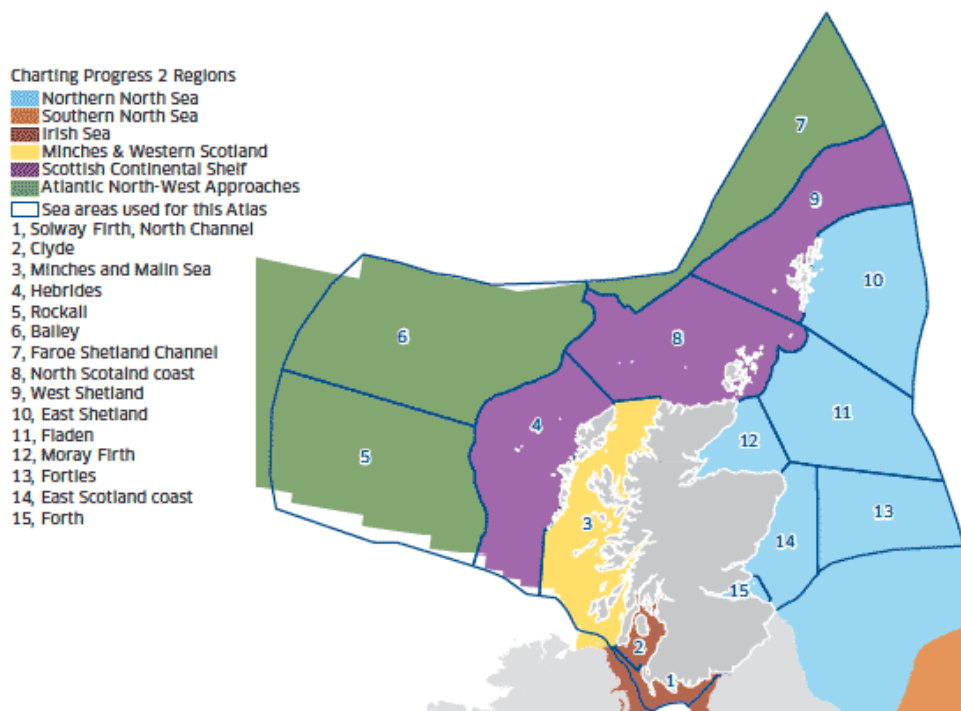 Charting Progress 2 Regions
Northern North Sea
Southern North Sea
Irish Sea
Minches & Western Scotland
Scottish Continental Shelf
Atlantic North-West Approaches
Sea areas used for this Atlas
1, Solway Firth, North Channel
2, Clyde
3, Minches and Malin Sea
4, Hebrides
5, Rockall
6, Bailey
7, Faroe Shetland Channel
8, North Scotalnd coast
9, West Shetland
10, East Shetland
11, Fladen
12, Moray Firth
13, Forties
14, East Scotland coast
15, Forth
7
9
10
6
8
11
4
12
5
13
3
14
15
2
1